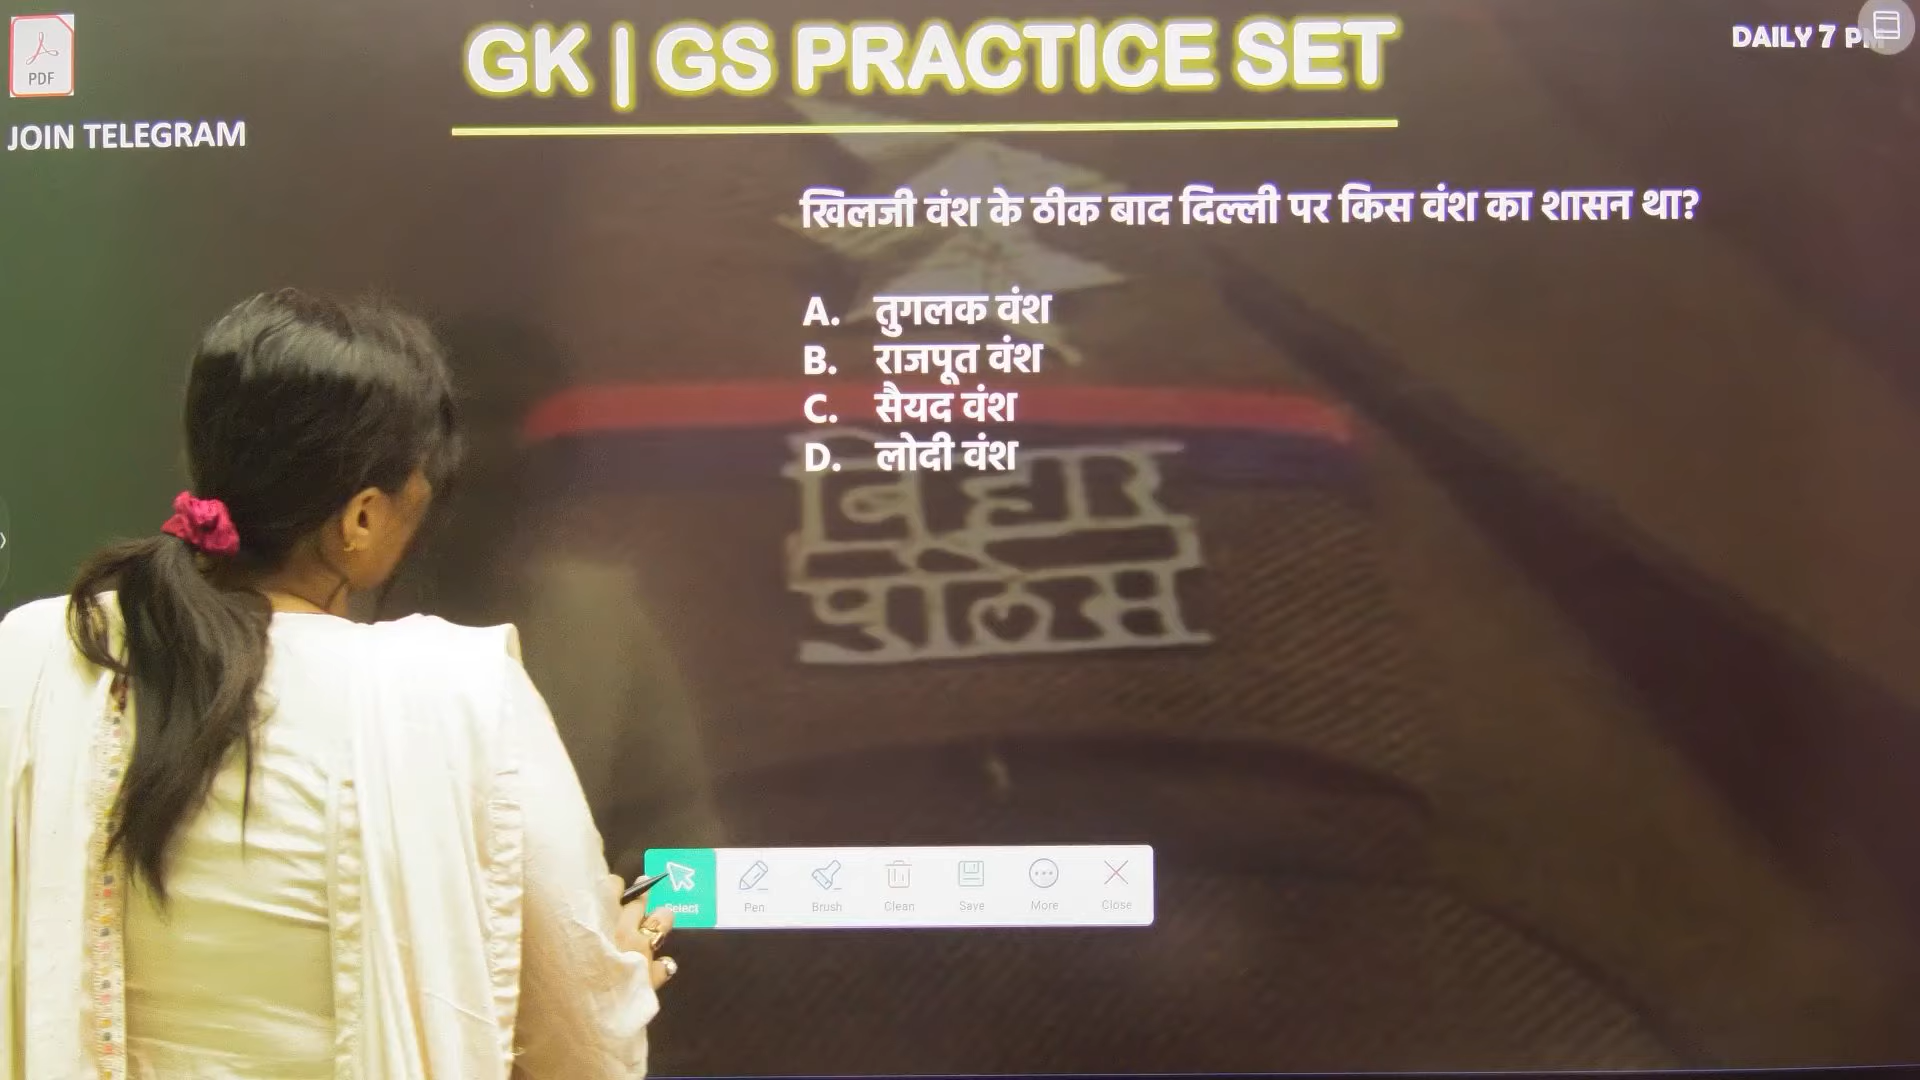 GK | GS PRACTICE SET
DAILY 7 PM
PDF
JOIN TELEGRAM
खिलजी वंश के ठीक बाद दिल्ली पर किस वंश का शासन था?
A. तुगलक वंश
B. राजपूत वंश
C. सैयद वंश
D. लोदी वंश
बिहार
पुलिस
Select Pen Brush Clean Save More Close